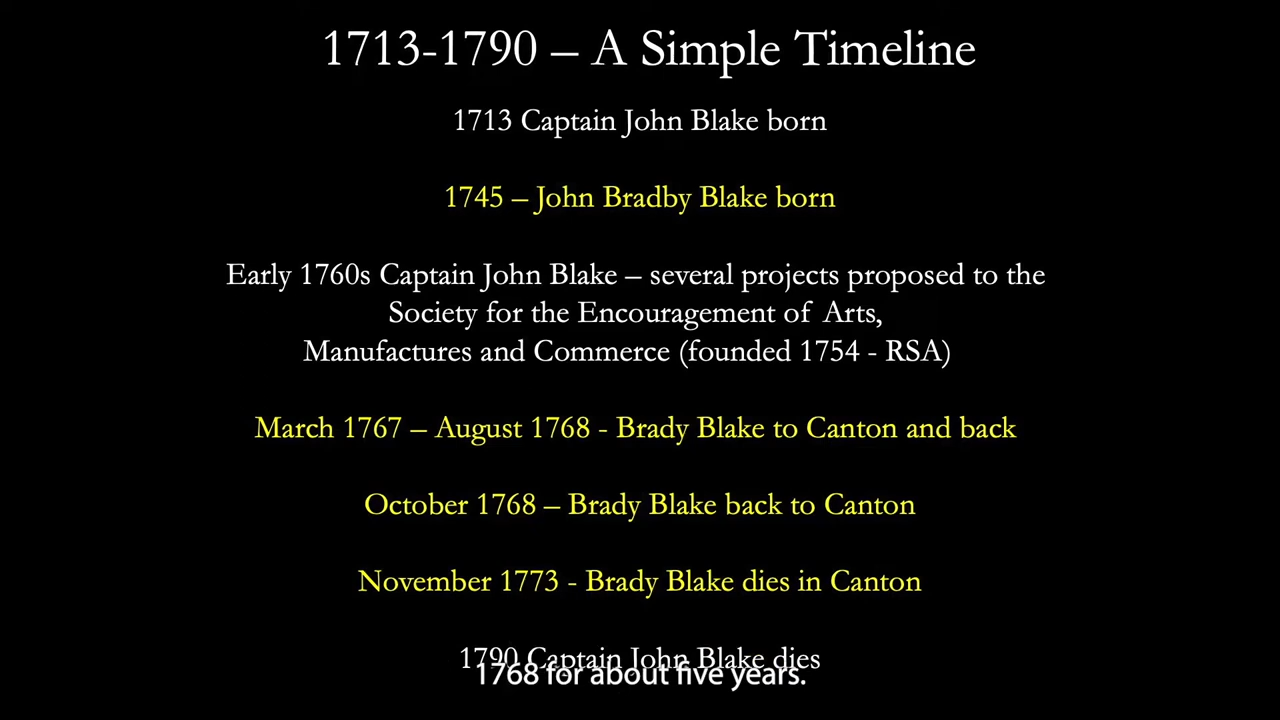 1713-1790 – A Simple Timeline
1713 Captain John Blake born
1745 – John Bradby Blake born
Early 1760s Captain John Blake – several projects proposed to the
Society for the Encouragement of Arts,
Manufactures and Commerce (founded 1754 - RSA)
March 1767 – August 1768 - Brady Blake to Canton and back
October 1768 – Brady Blake back to Canton
November 1773 - Brady Blake dies in Canton
1790 Captain John Blake dies
1768 for about five years.